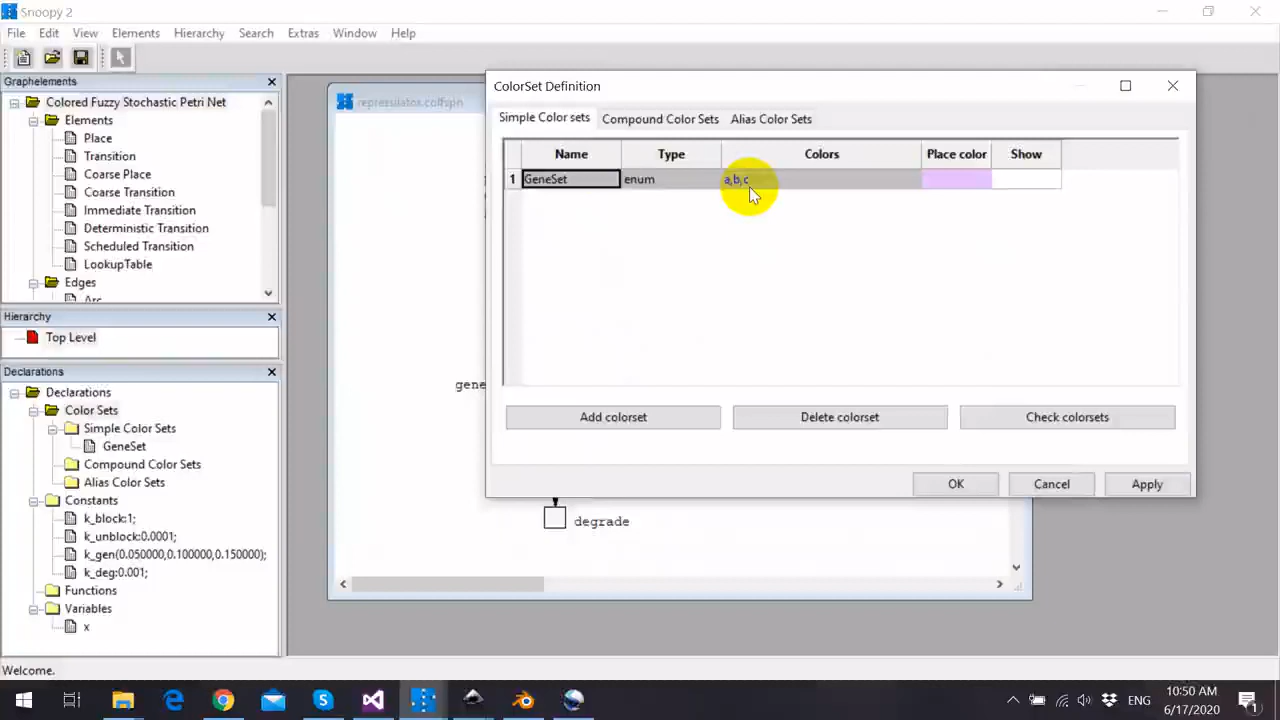 Snoopy 2
File Edit View Elements Hierarchy Search Extras Window Help
Graphelements
Colored Fuzzy Stochastic Petri Net
Elements
Place
Transition
Coarse Place
Coarse Transition
Immediate Transition
Deterministic Transition
Scheduled Transition
LookupTable
Edges
Arc
Hierarchy
Top Level
Declarations
Declarations
Color Sets
Simple Color Sets
GeneSet
Compound Color Sets
Alias Color Sets
Constants
k_block:1;
k_unblock:0.0001;
k_gen(0.050000,0.100000,0.150000);
k_deg:0.001;
Functions
Variables
x
repressilator.colfspn
gene
degrade
ColorSet Definition
Simple Color sets Compound Color Sets Alias Color Sets
Name Type Colors Place color Show
1 GeneSet enum a,b,c
Add colorset Delete colorset Check colorsets
OK Cancel Apply
Welcome.
ENG
10:50 AM
6/17/2020
1